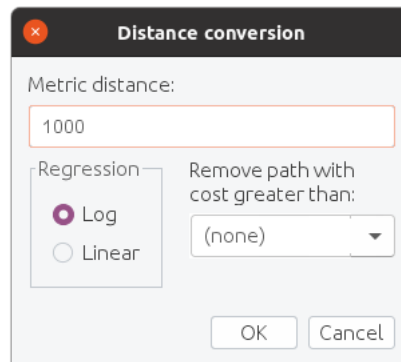 Distance conversion
Metric distance:
1000
Regression
Log
Linear
Remove path with
cost greater than:
(none)
OK
Cancel